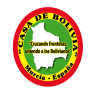 CASA DE BOLIVIA
Cruzando fronteras
uniendo a los Bolivianos
Murcia - España